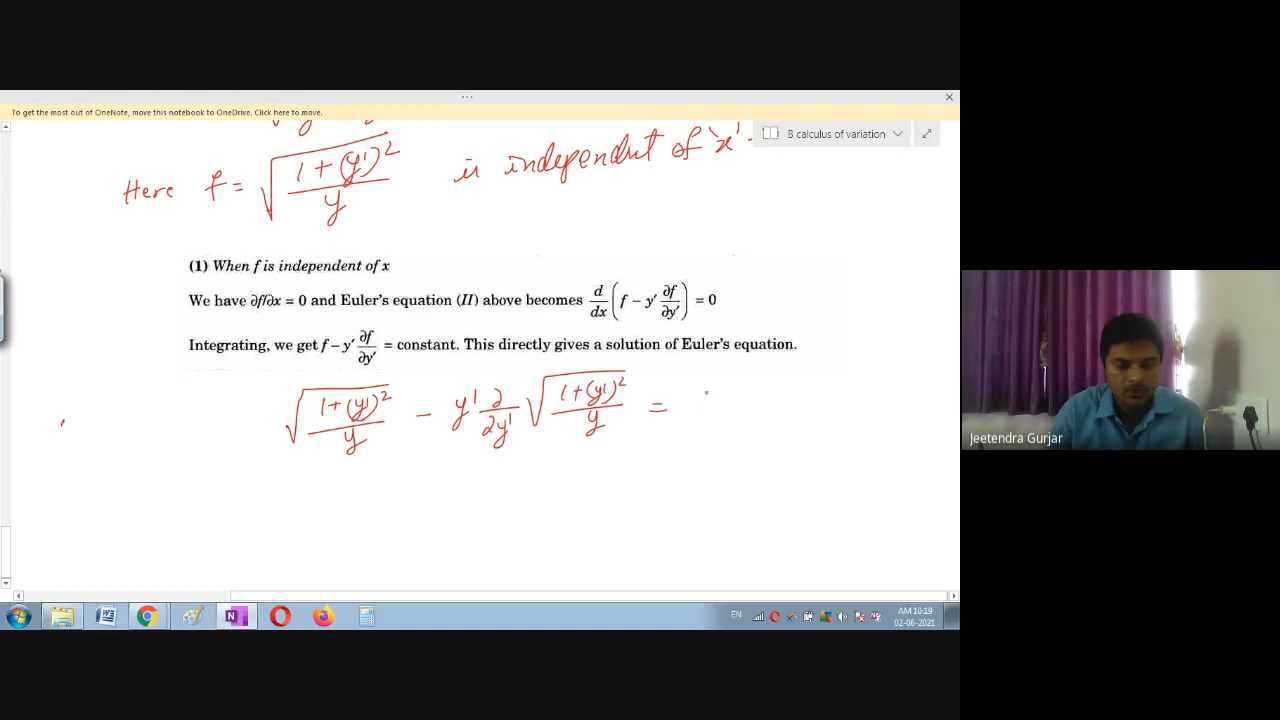 To get the most out of OneNote, move this notebook to OneDrive. Click here to move.
B calculus of variation
Here f = √((1 + (y')²)/y) is independent of 'x'
(1) When f is independent of x
We have ∂f/∂x = 0 and Euler's equation (II) above becomes d/dx (f − y' ∂f/∂y') = 0
Integrating, we get f − y' ∂f/∂y' = constant. This directly gives a solution of Euler's equation.
√((1 + (y')²)/y) − y' ∂/∂y' √((1 + (y')²)/y) =
Jeetendra Gurjar
EN
AM 10:19
02-06-2021